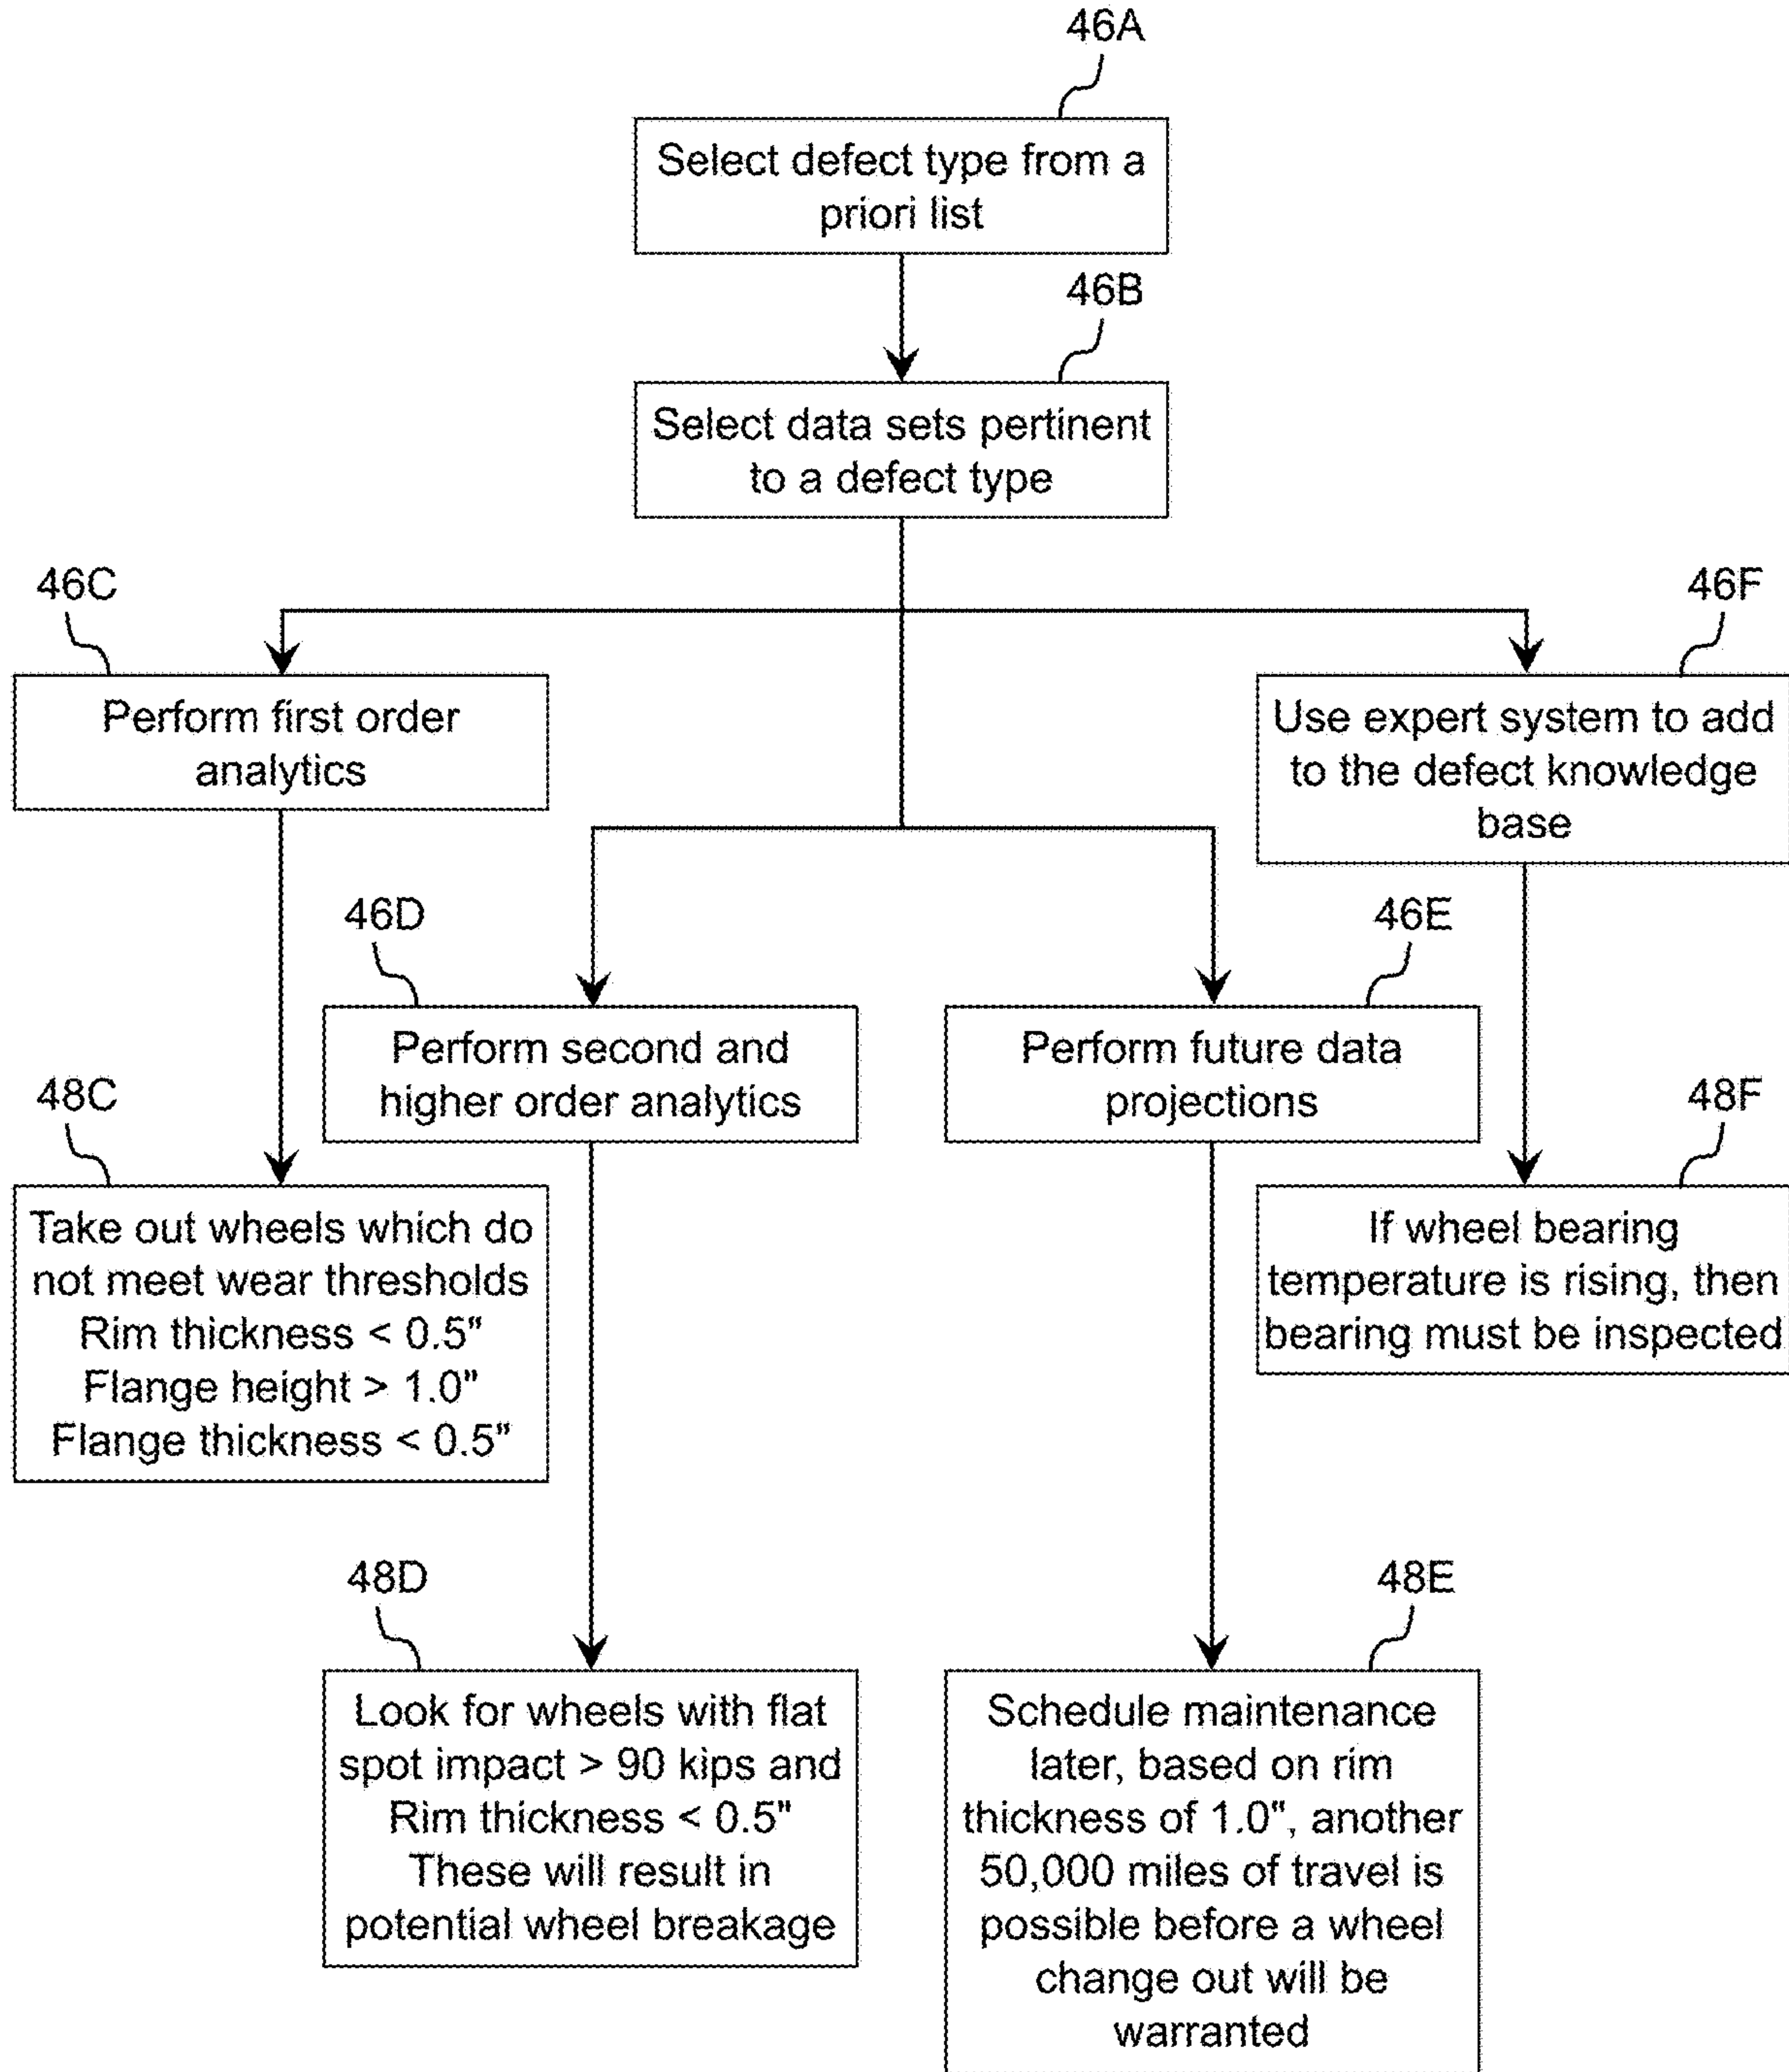 46A
Select defect type from a
priori list
46B
Select data sets pertinent
to a defect type
46C
Perform first order
analytics
46F
Use expert system to add
to the defect knowledge
base
46D
Perform second and
higher order analytics
46E
Perform future data
projections
48C
Take out wheels which do
not meet wear thresholds
Rim thickness < 0.5"
Flange height > 1.0"
Flange thickness < 0.5"
48F
If wheel bearing
temperature is rising, then
bearing must be inspected
48D
Look for wheels with flat
spot impact > 90 kips and
Rim thickness < 0.5"
These will result in
potential wheel breakage
48E
Schedule maintenance
later, based on rim
thickness of 1.0", another
50,000 miles of travel is
possible before a wheel
change out will be
warranted